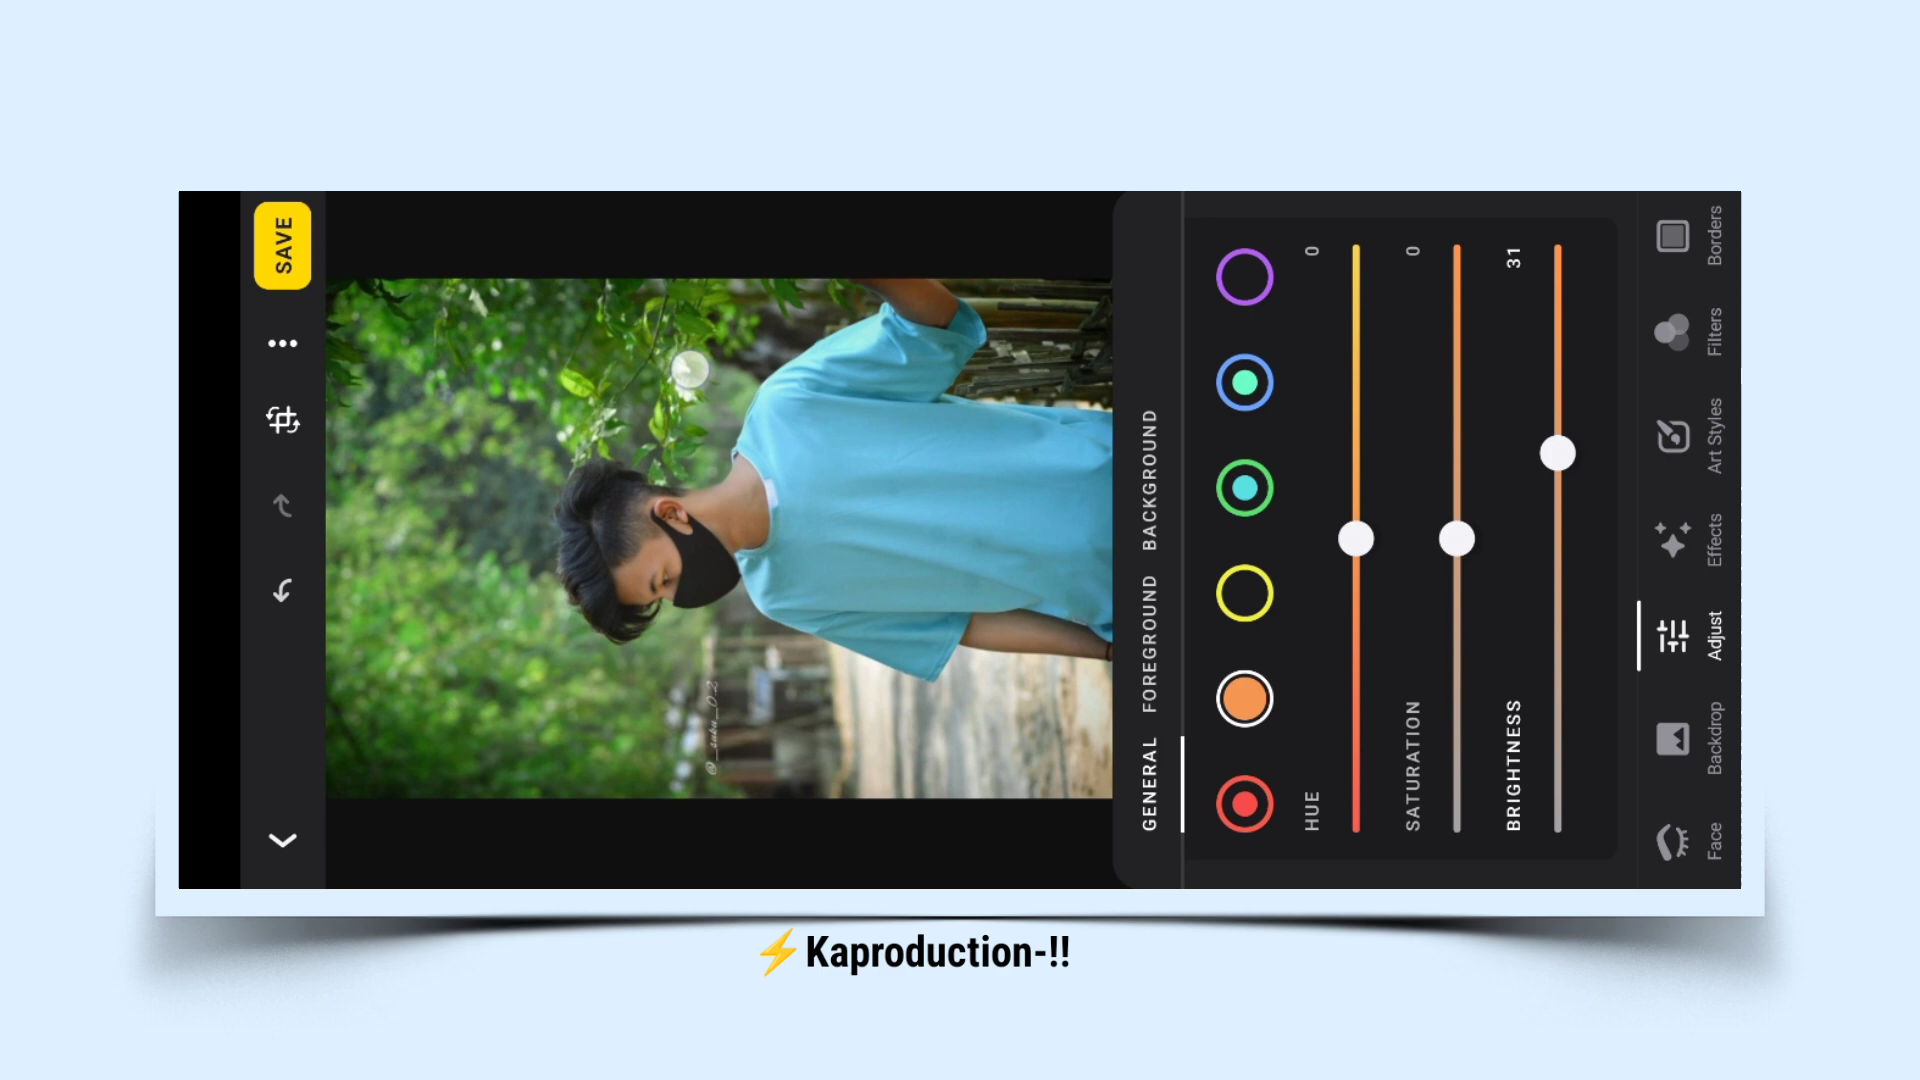 SAVE
@_saku_02
GENERAL FOREGROUND BACKGROUND
HUE 0
SATURATION 0
BRIGHTNESS 31
Face Backdrop Adjust Effects Art Styles Filters Borders
⚡Kaproduction-!!